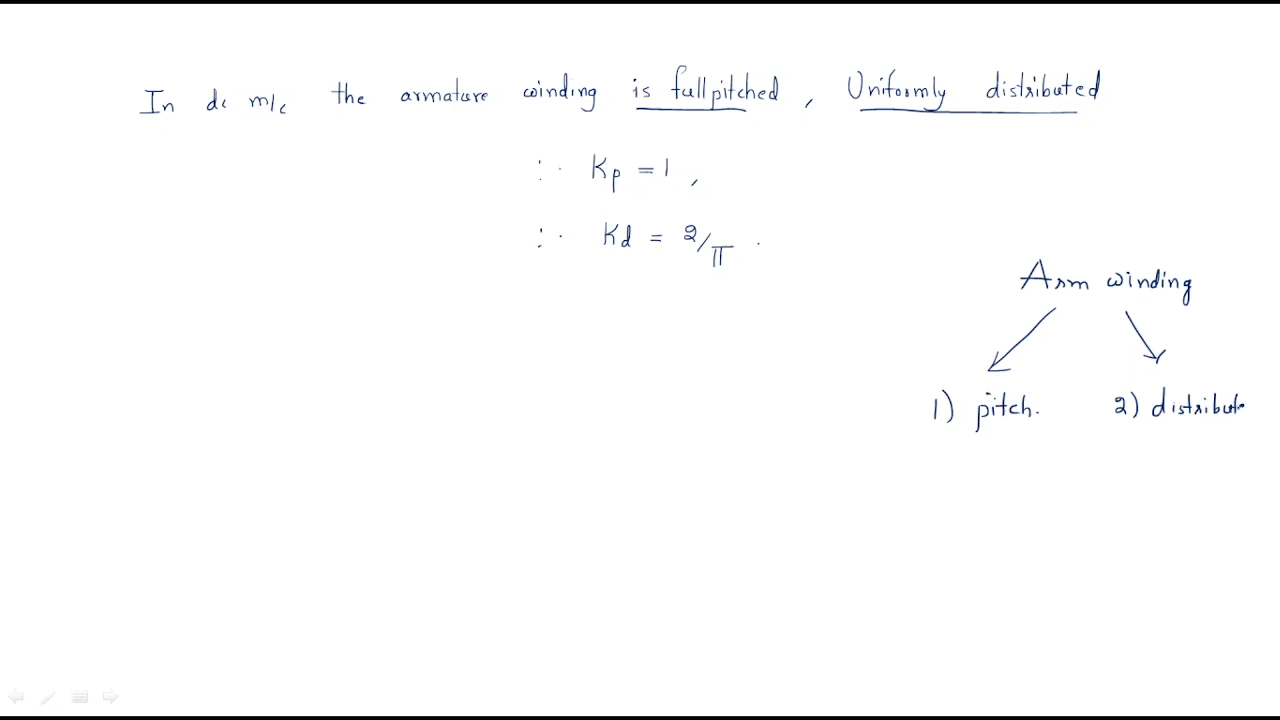 In dc m/c the armature winding is fullpitched, Uniformly distributed
∴ Kp = 1,
∴ Kd = 2/π.
Arm winding
1) pitch. 2) distribute